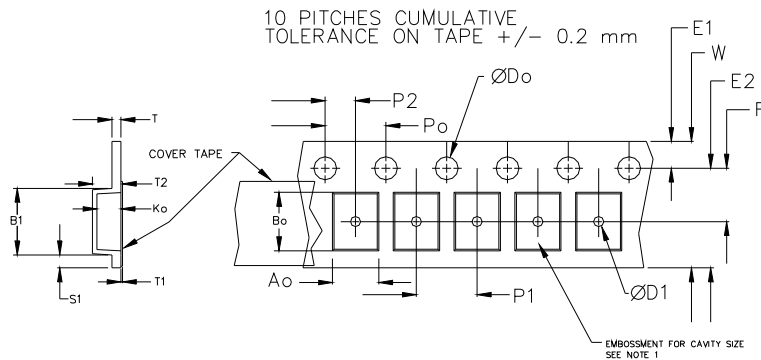 10 PITCHES CUMULATIVE
TOLERANCE ON TAPE +/- 0.2 mm
E1
W
ØDo
E2
P2
F
T
Po
COVER TAPE
T2
B1
Ko
Bo
S1
T1
Ao
P1
ØD1
EMBOSSMENT FOR CAVITY SIZE
SEE NOTE 1